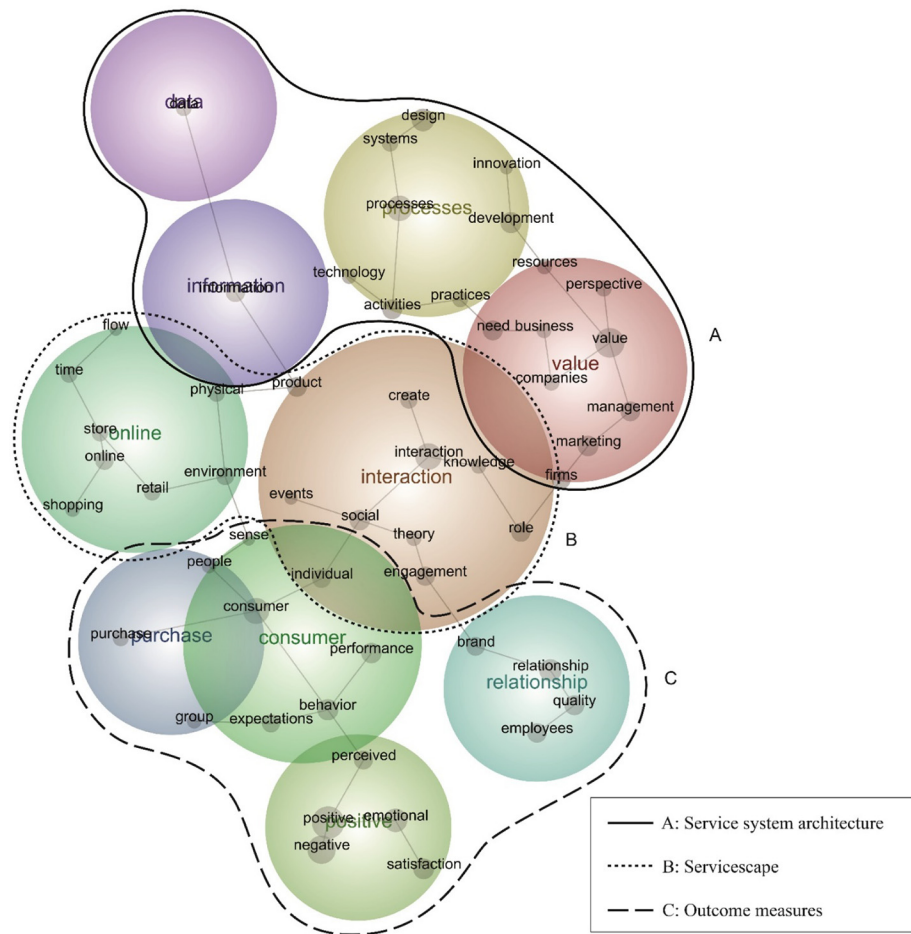 data
data
design
systems
innovation
processes
processes
development
resources
technology
perspective
information
information
practices
activities
flow
need business
value
A
value
time
physical
product
companies
create
management
store
online
marketing
interaction
online
knowledge
environment
interaction
firms
retail
events
shopping
social
role
sense
theory
B
people
individual
engagement
consumer
purchase
purchase
consumer
brand
performance
relationship
relationship
C
quality
behavior
group
expectations
employees
perceived
positive
emotional
positive
negative
satisfaction
A: Service system architecture
B: Servicescape
C: Outcome measures